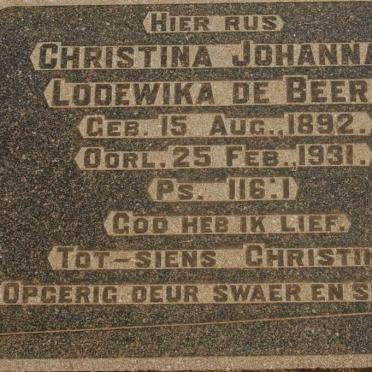 HIER RUS
CHRISTINA JOHANNA
LODEWIKA DE BEER
GEB. 15 AUG., 1892.
OORL. 25 FEB., 1931.
PS. 116:1
GOD HEB IK LIEF.
TOT-SIENS CHRISTIN
OPGERIG DEUR SWAER EN S